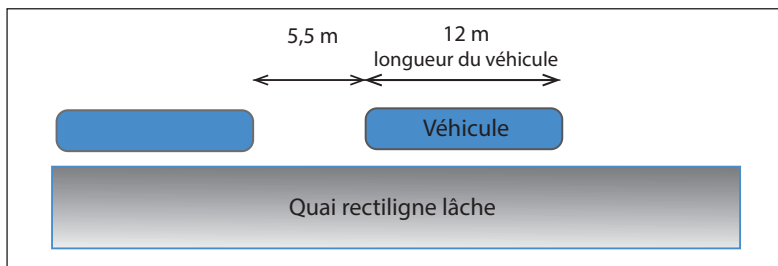 5,5 m
12 m
longueur du véhicule
Véhicule
Quai rectiligne lâche